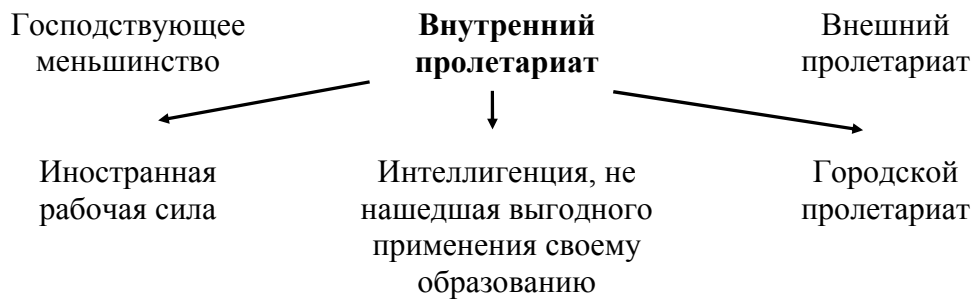 Господствующее
меньшинство
Внутренний
пролетариат
Внешний
пролетариат
Иностранная
рабочая сила
Интеллигенция, не
нашедшая выгодного
применения своему
образованию
Городской
пролетариат